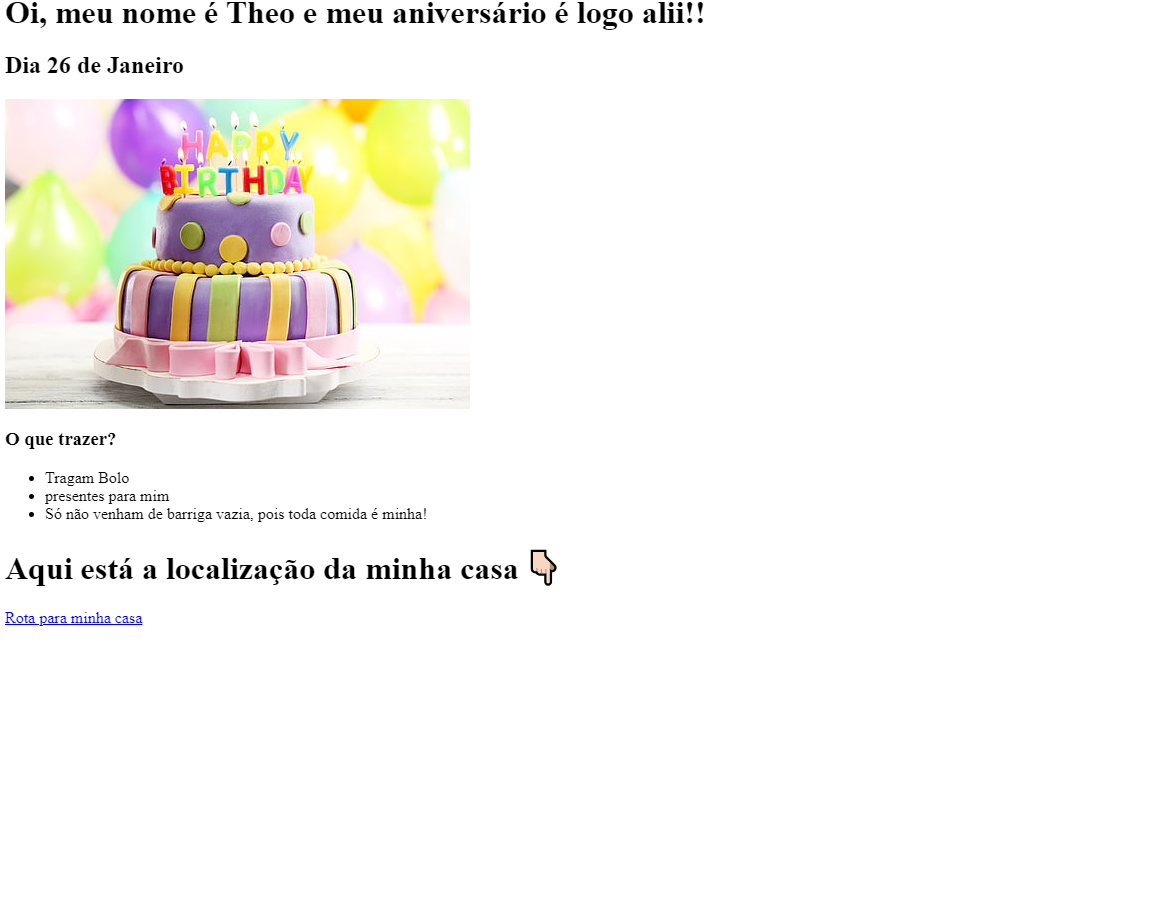 Oi, meu nome é Theo e meu aniversário é logo alii!!
Dia 26 de Janeiro
HAPPY
BIRTHDAY
O que trazer?
Tragam Bolo
presentes para mim
Só não venham de barriga vazia, pois toda comida é minha!
Aqui está a localização da minha casa 👇🏻
Rota para minha casa